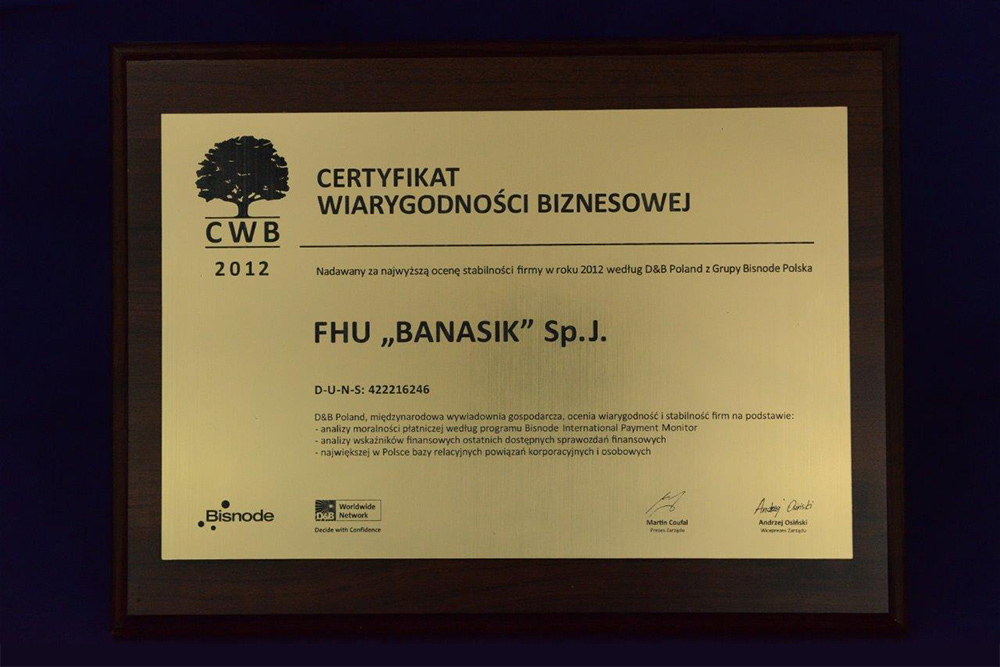 CWB
2012
CERTYFIKAT
WIARYGODNOŚCI BIZNESOWEJ
Nadawany za najwyższą ocenę stabilności firmy w roku 2012 według D&B Poland z Grupy Bisnode Polska
FHU „BANASIK” Sp.J.
D-U-N-S: 422216246
D&B Poland, międzynarodowa wywiadownia gospodarcza, ocenia wiarygodność i stabilność firm na podstawie:
- analizy moralności płatniczej według programu Bisnode International Payment Monitor
- analizy wskaźników finansowych ostatnich dostępnych sprawozdań finansowych
- największej w Polsce bazy relacyjnych powiązań korporacyjnych i osobowych
Bisnode
D&B
Worldwide
Network
Decide with Confidence
Martin Coufal
Prezes Zarządu
Andrzej Osiński
Andrzej Osiński
Wiceprezes Zarządu